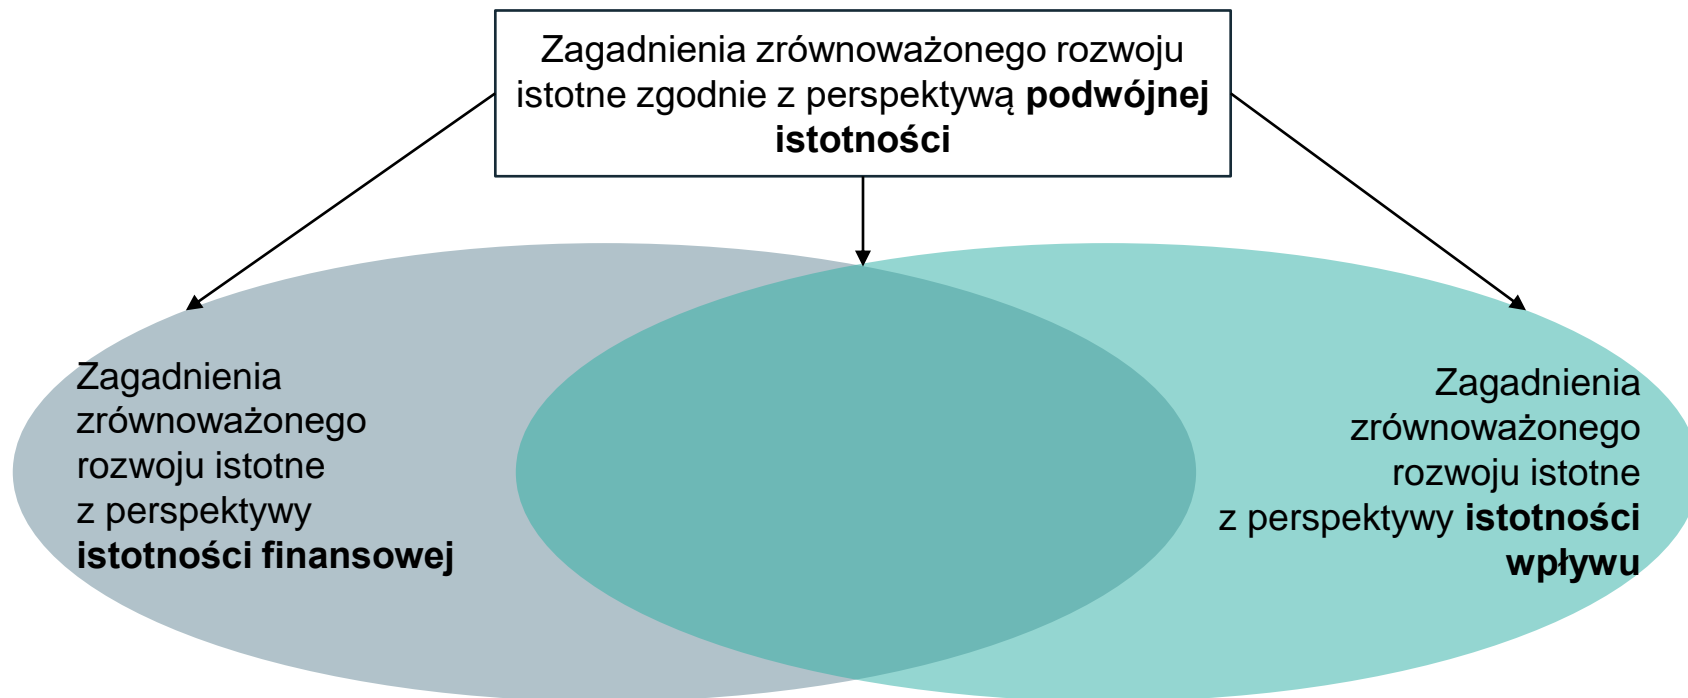 Zagadnienia zrównoważonego rozwoju
istotne zgodnie z perspektywą podwójnej
istotności
Zagadnienia
zrównoważonego
rozwoju istotne
z perspektywy
istotności finansowej
Zagadnienia
zrównoważonego
rozwoju istotne
z perspektywy istotności
wpływu